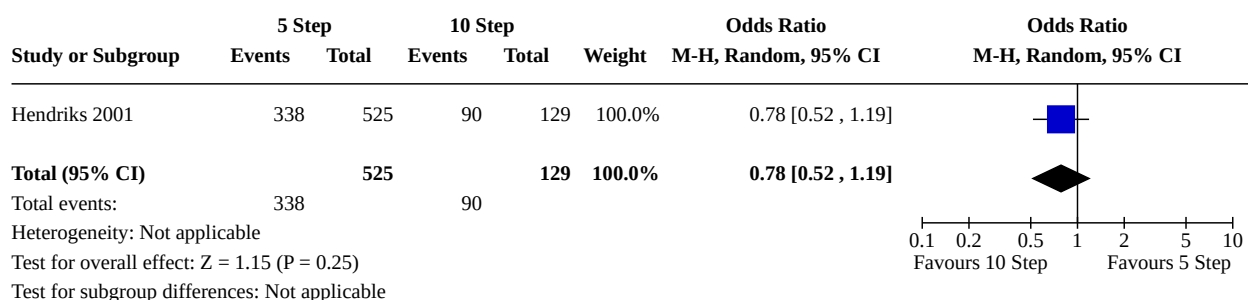 5 Step 10 Step Odds Ratio Odds Ratio
Study or Subgroup Events Total Events Total Weight M-H, Random, 95% CI M-H, Random, 95% CI
Hendriks 2001 338 525 90 129 100.0% 0.78 [0.52 , 1.19]
Total (95% CI) 525 129 100.0% 0.78 [0.52 , 1.19]
Total events: 338 90
Heterogeneity: Not applicable
0.1 0.2 0.5 1 2 5 10
Test for overall effect: Z = 1.15 (P = 0.25)
Favours 10 Step Favours 5 Step
Test for subgroup differences: Not applicable